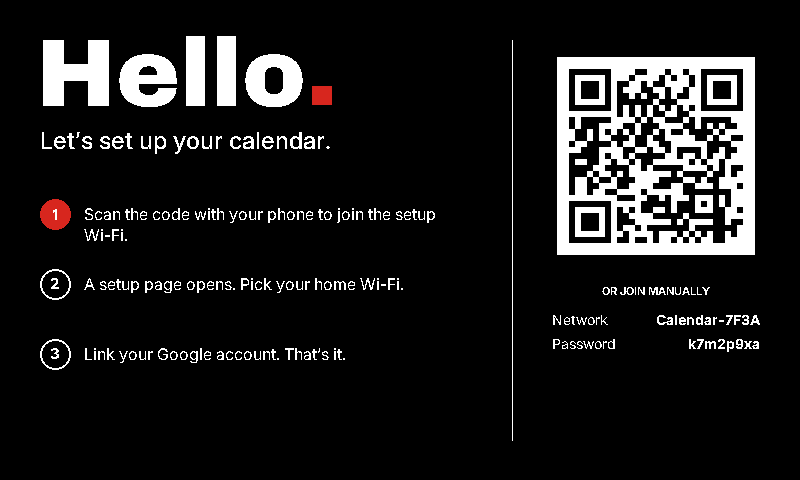 Hello.
Let's set up your calendar.
1 Scan the code with your phone to join the setup
Wi-Fi.
2 A setup page opens. Pick your home Wi-Fi.
3 Link your Google account. That's it.
OR JOIN MANUALLY
Network Calendar-7F3A
Password k7m2p9xa